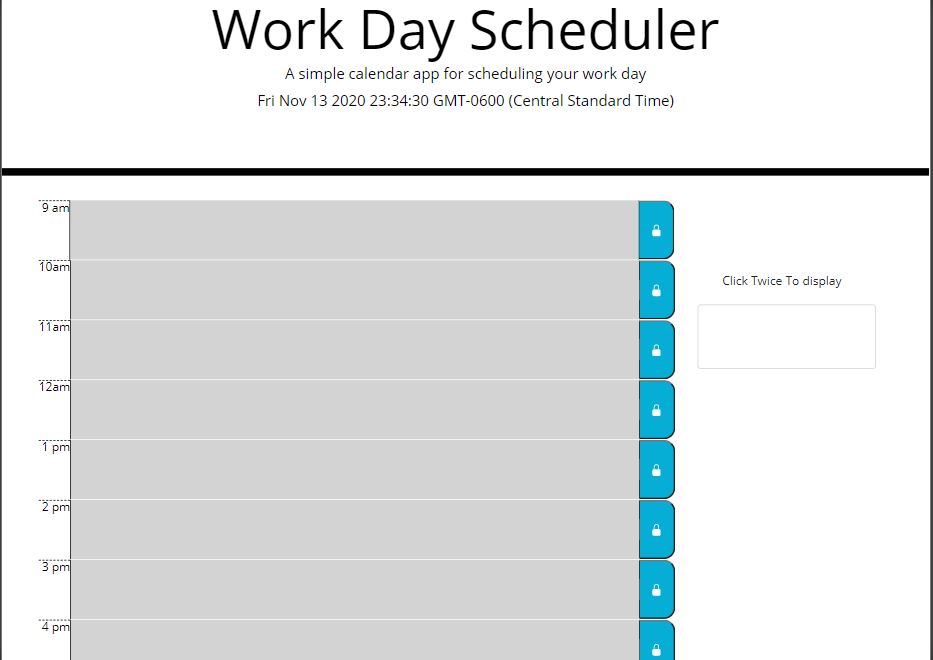 Work Day Scheduler
A simple calendar app for scheduling your work day
Fri Nov 13 2020 23:34:30 GMT-0600 (Central Standard Time)
9 am
10am
Click Twice To display
11am
12am
1 pm
2 pm
3 pm
4 pm